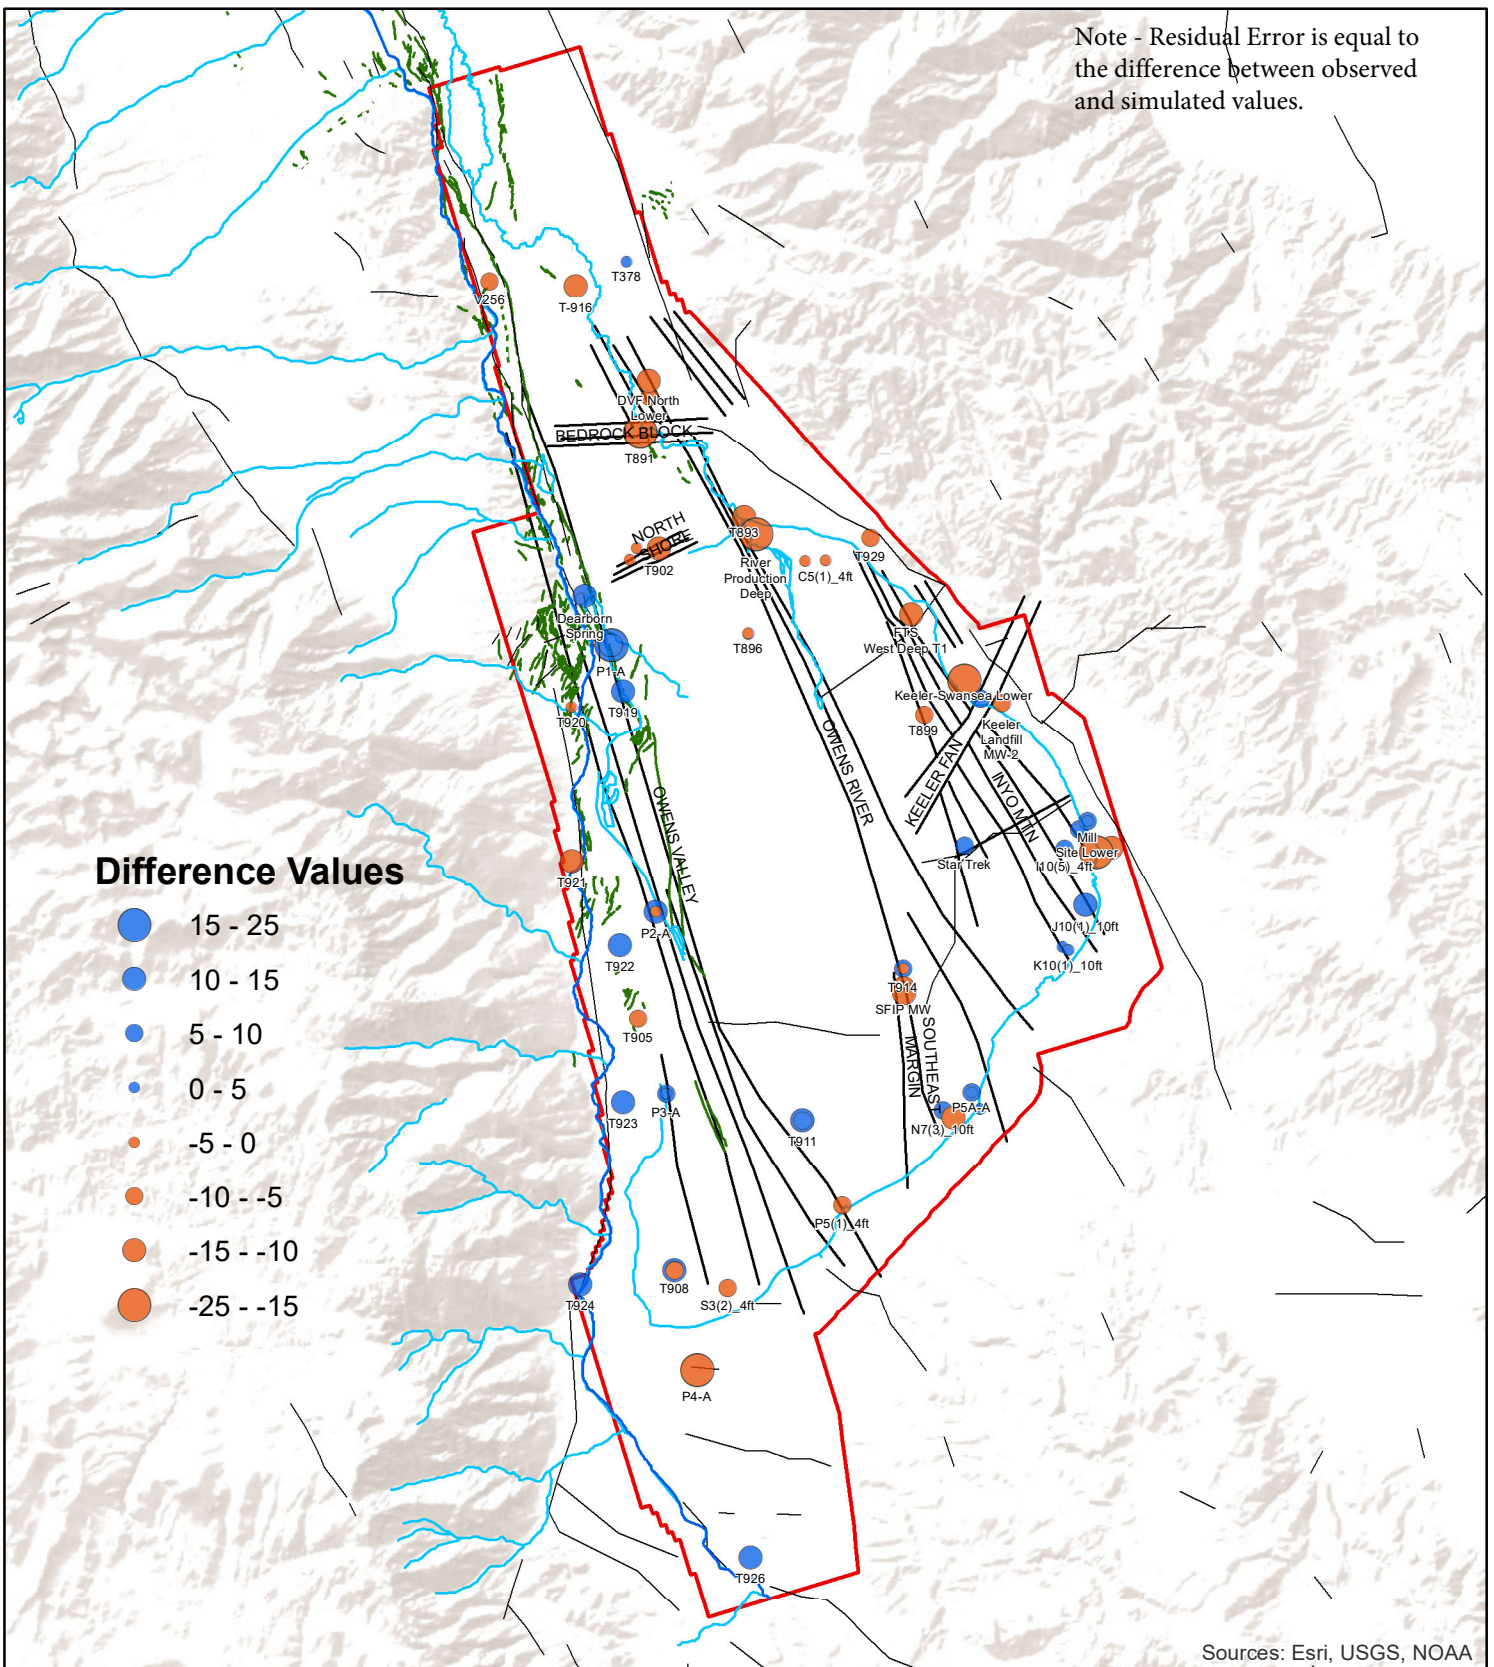 Note - Residual Error is equal to
the difference between observed
and simulated values.
T378
V256
T-916
DVF North
Lower
BEDROCK BLOCK
T891
NORTH
SHORE
T902
T893
River
Production
Deep
C5(1)_4ft
T929
Dearborn
Spring
P1-A
T896
FTS
West Deep T1
T920
T919
Keeler-Swansea Lower
T899
Keeler
Landfill
MW-2
OWENS RIVER
KEELER FAN
INYO MTN
OWENS VALLEY
Mill
Site Lower
Star Trek
I10(5)_4ft
T921
Difference Values
15 - 25
10 - 15
5 - 10
0 - 5
-5 - 0
-10 - -5
-15 - -10
-25 - -15
P2-A
J10(1)_10ft
T922
K10(1)_10ft
T914
SFIP MW
T905
SOUTHEAST
MARGIN
T923
P3-A
T911
P5A-A
N7(3)_10ft
P5(1)_4ft
T908
S3(2)_4ft
T924
P4-A
T926
Sources: Esri, USGS, NOAA